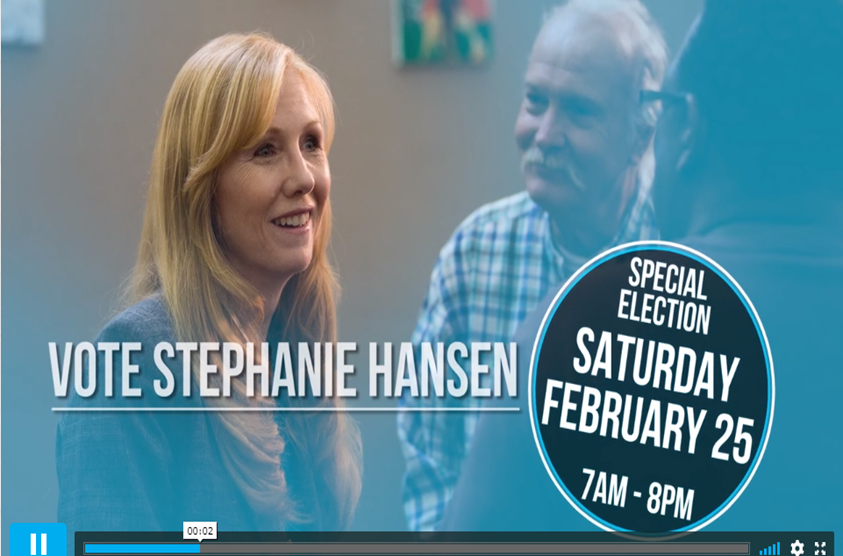 VOTE STEPHANIE HANSEN
SPECIAL
ELECTION
SATURDAY
FEBRUARY 25
7AM - 8PM
00:02